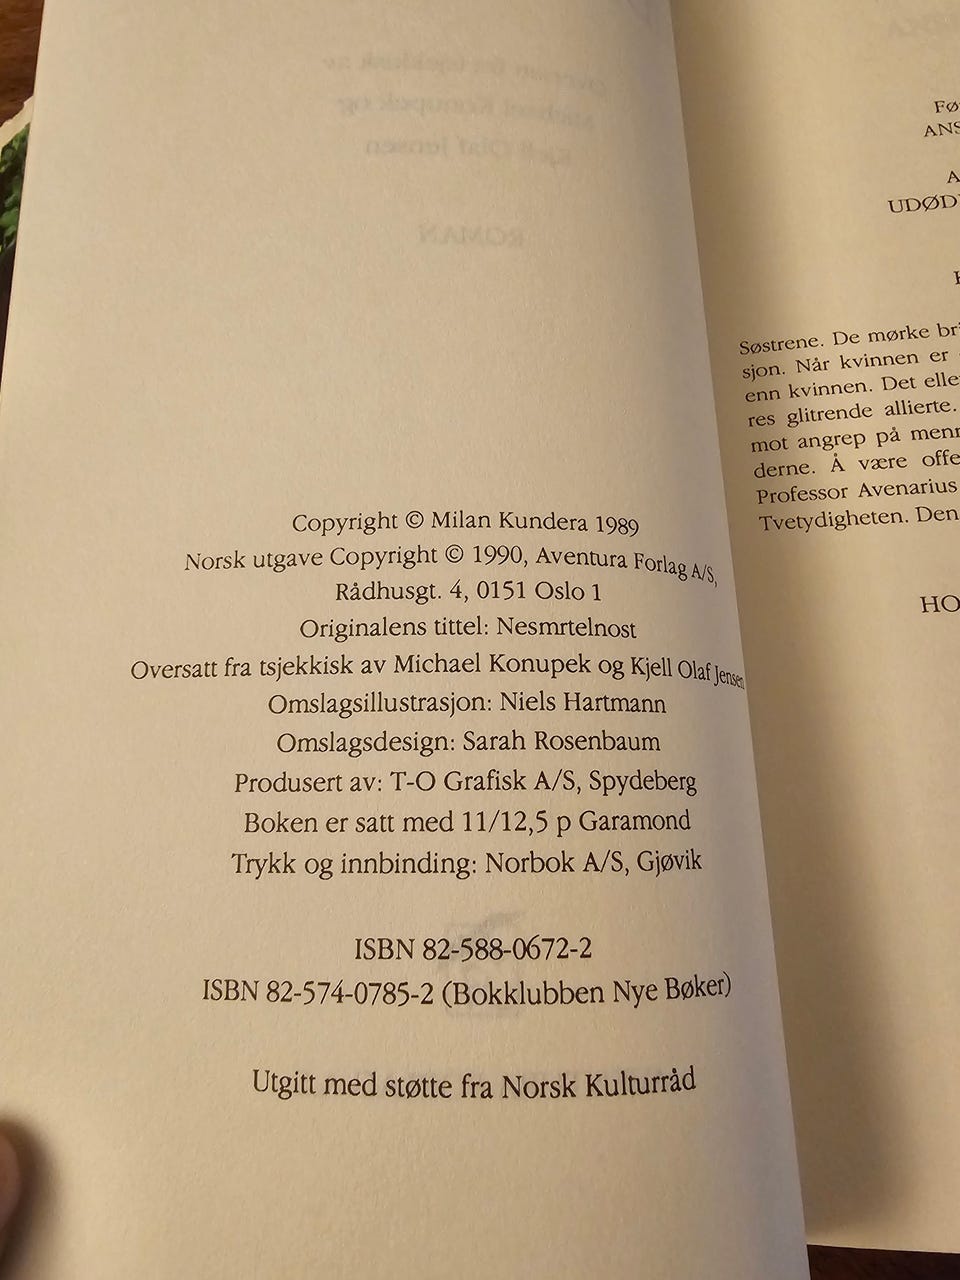 Copyright © Milan Kundera 1989
Norsk utgave Copyright © 1990, Aventura Forlag A/S,
Rådhusgt. 4, 0151 Oslo 1
Originalens tittel: Nesmrtelnost
Oversatt fra tsjekkisk av Michael Konupek og Kjell Olaf Jensen
Omslagsillustrasjon: Niels Hartmann
Omslagsdesign: Sarah Rosenbaum
Produsert av: T-O Grafisk A/S, Spydeberg
Boken er satt med 11/12,5 p Garamond
Trykk og innbinding: Norbok A/S, Gjøvik
ISBN 82-588-0672-2
ISBN 82-574-0785-2 (Bokklubben Nye Bøker)
Utgitt med støtte fra Norsk Kulturråd
Søstrene. De mørke
sjon. Når kvinnen er
enn kvinnen. Det
res glitrende allierte.
mot angrep på
derne. Å være
Professor Avenarius
Tvetydigheten. Den